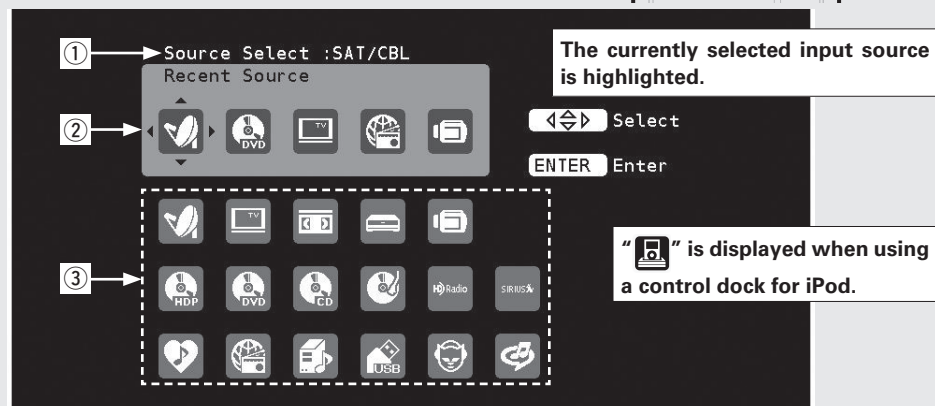 ① Source Select :SAT/CBL
Recent Source
②
DVD TV
The currently selected input source
is highlighted.
Select
ENTER Enter
③
TV
HDP DVD CD HD Radio SIRIUS
USB
" " is displayed when using
a control dock for iPod.